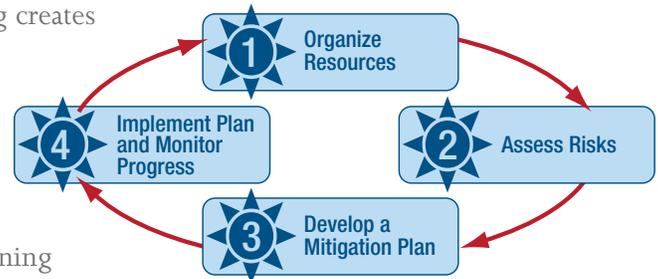 g creates
1
Organize
Resources
2
Assess Risks
3
Develop a
Mitigation Plan
4
Implement Plan
and Monitor
Progress
ning